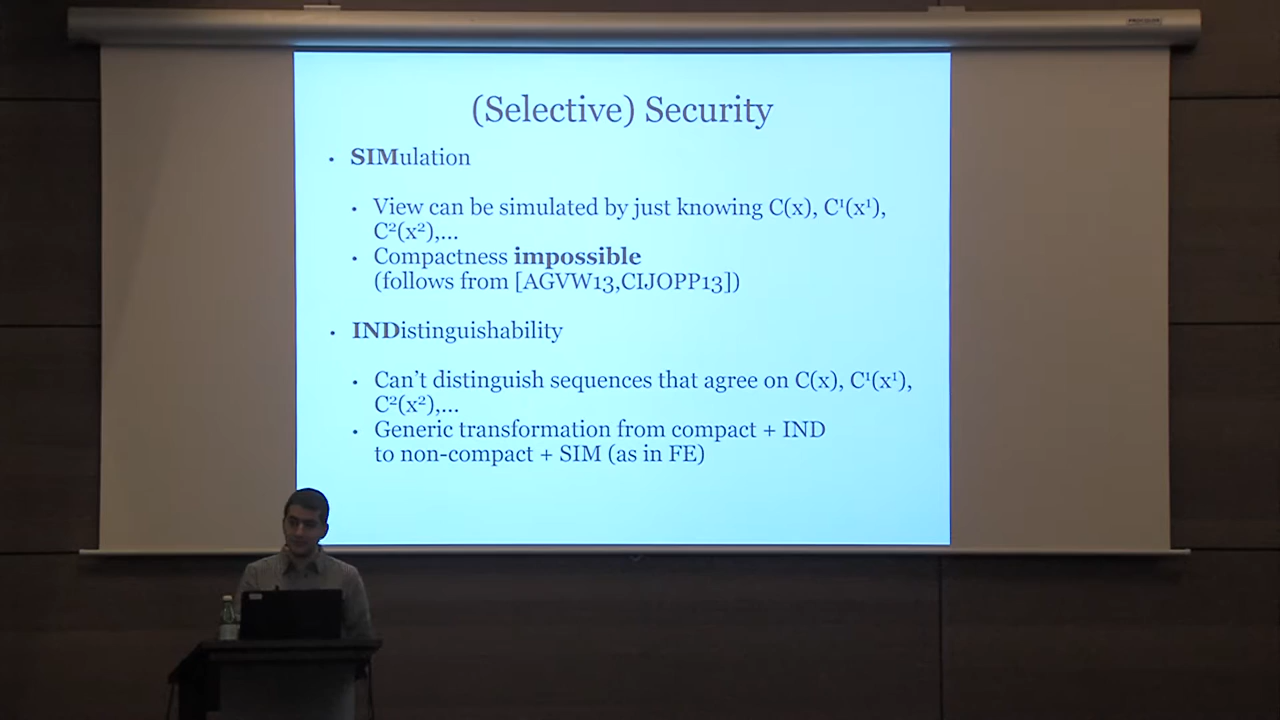 (Selective) Security
• SIMulation
• View can be simulated by just knowing C(x), C¹(x¹),
C²(x²),...
• Compactness impossible
(follows from [AGVW13,CIJOPP13])
• INDistinguishability
• Can't distinguish sequences that agree on C(x), C¹(x¹),
C²(x²),...
• Generic transformation from compact + IND
to non-compact + SIM (as in FE)